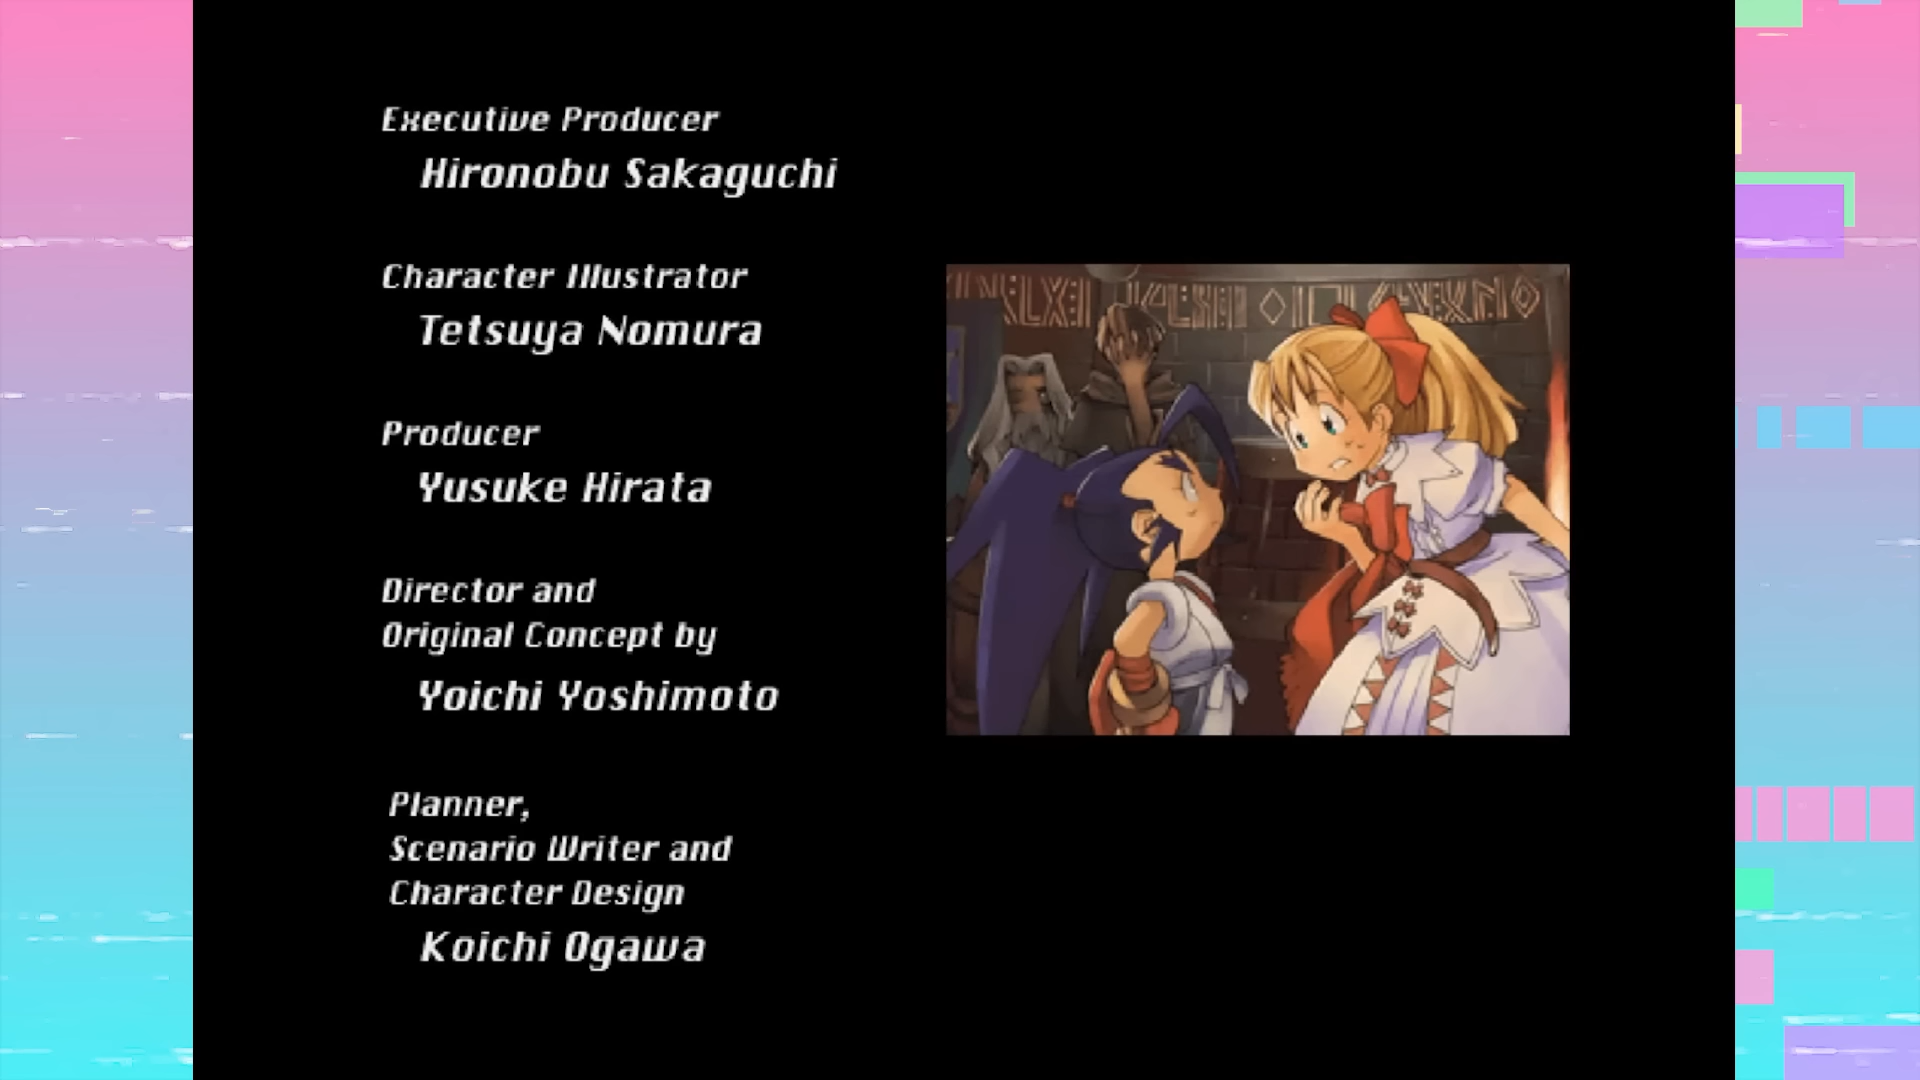 Executive Producer
Hironobu Sakaguchi
Character Illustrator
Tetsuya Nomura
Producer
Yusuke Hirata
Director and
Original Concept by
Yoichi Yoshimoto
Planner,
Scenario Writer and
Character Design
Koichi Ogawa